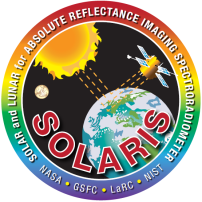 SOLAR and LUNAR for ABSOLUTE REFLECTANCE IMAGING SPECTRORADIOMETER
SOLARIS
NASA • GSFC • LaRC • NIST